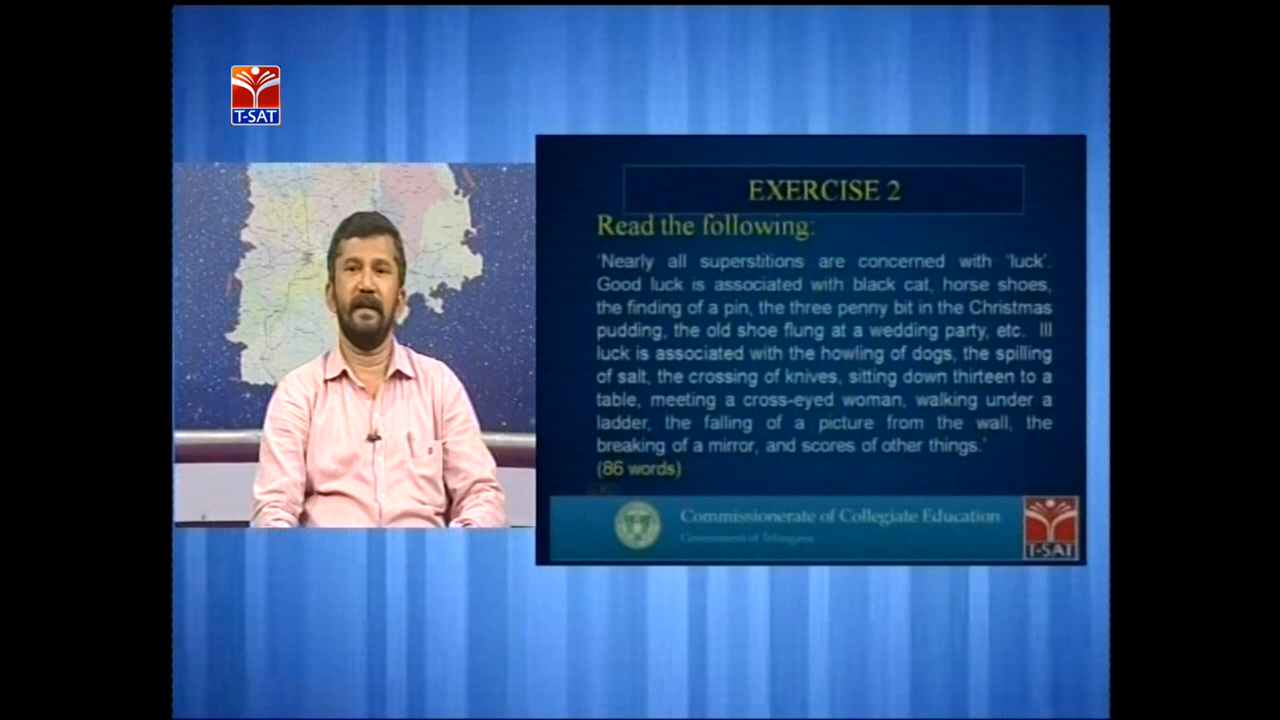 T-SAT
EXERCISE 2
Read the following:
'Nearly all superstitions are concerned with 'luck'.
Good luck is associated with black cat, horse shoes,
the finding of a pin, the three penny bit in the Christmas
pudding, the old shoe flung at a wedding party, etc. Ill
luck is associated with the howling of dogs, the spilling
of salt, the crossing of knives, sitting down thirteen to a
table, meeting a cross-eyed woman, walking under a
ladder, the falling of a picture from the wall, the
breaking of a mirror, and scores of other things.'
(86 words)
Commissionerate of Collegiate Education
Government of Telangana
T-SAT